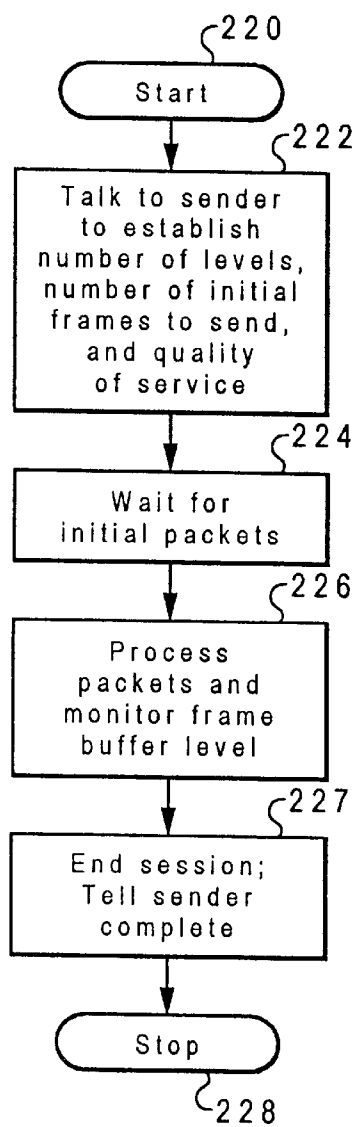 220
Start
222
Talk to sender
to establish
number of levels,
number of initial
frames to send,
and quality
of service
224
Wait for
initial packets
226
Process
packets and
monitor frame
buffer level
227
End session;
Tell sender
complete
Stop
228